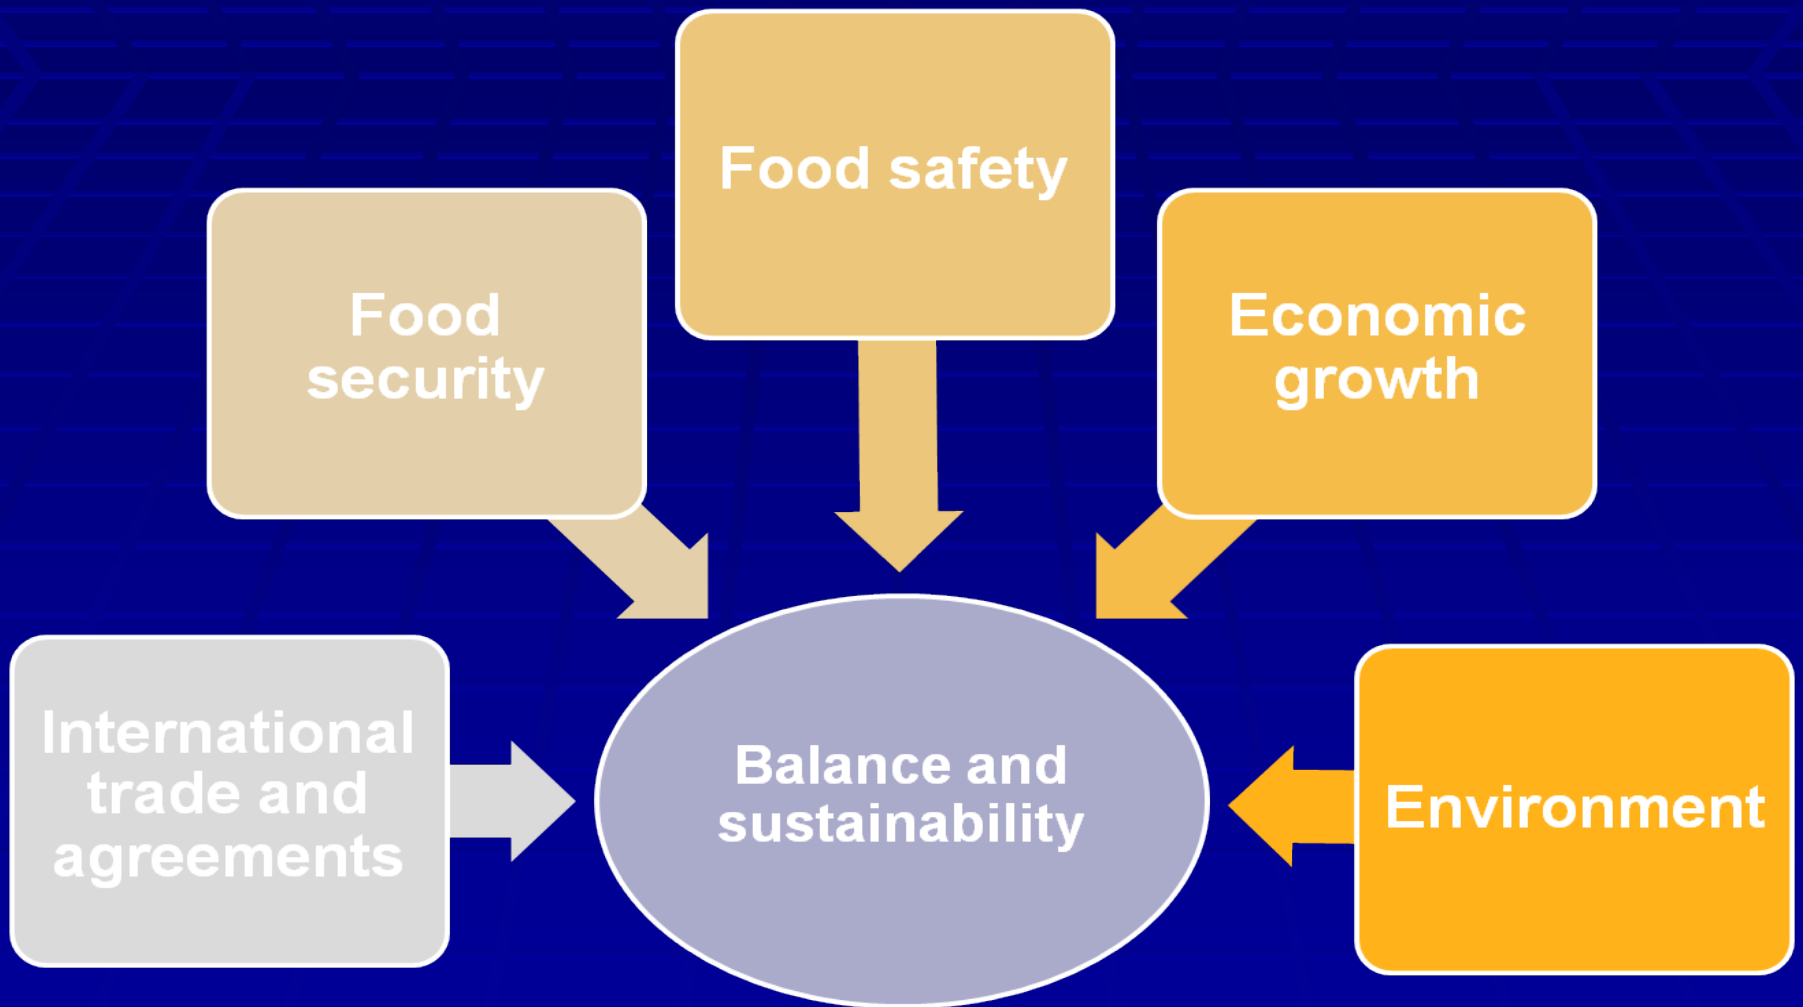 Food safety
Food
security
Economic
growth
International
trade and
agreements
Balance and
sustainability
Environment